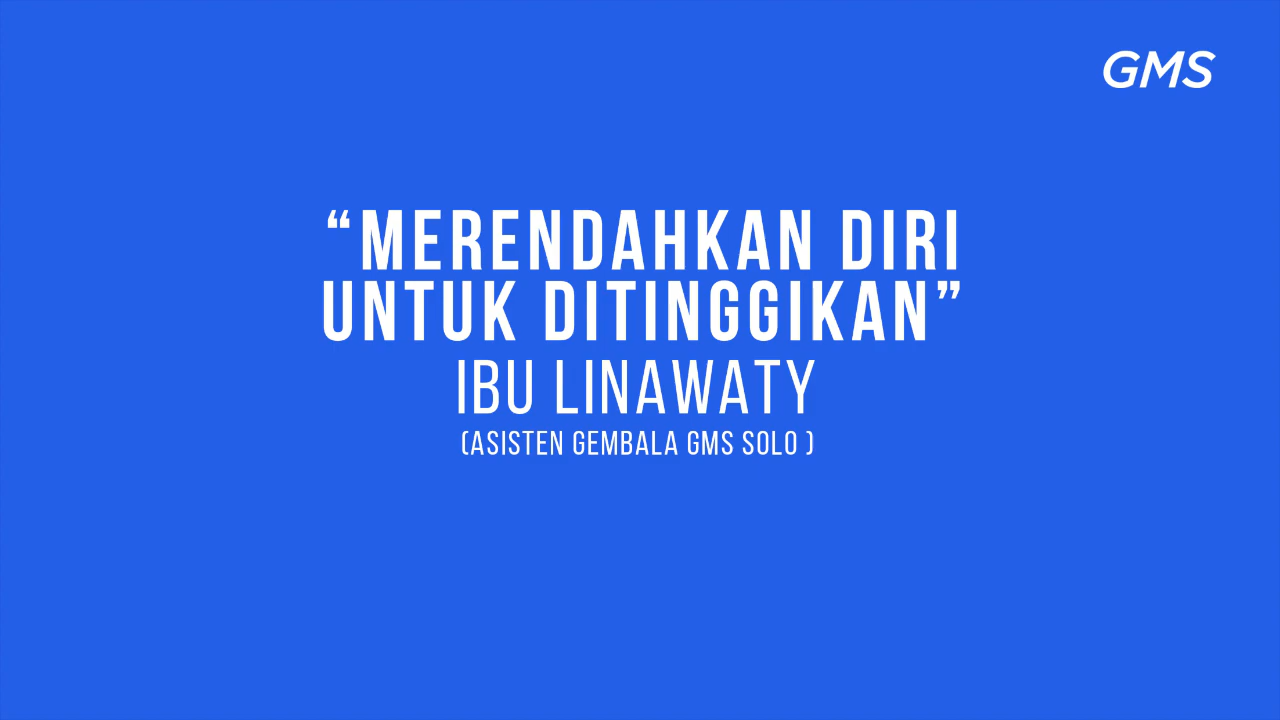 GMS
“MERENDAHKAN DIRI
UNTUK DITINGGIKAN”
IBU LINAWATY
(ASISTEN GEMBALA GMS SOLO )